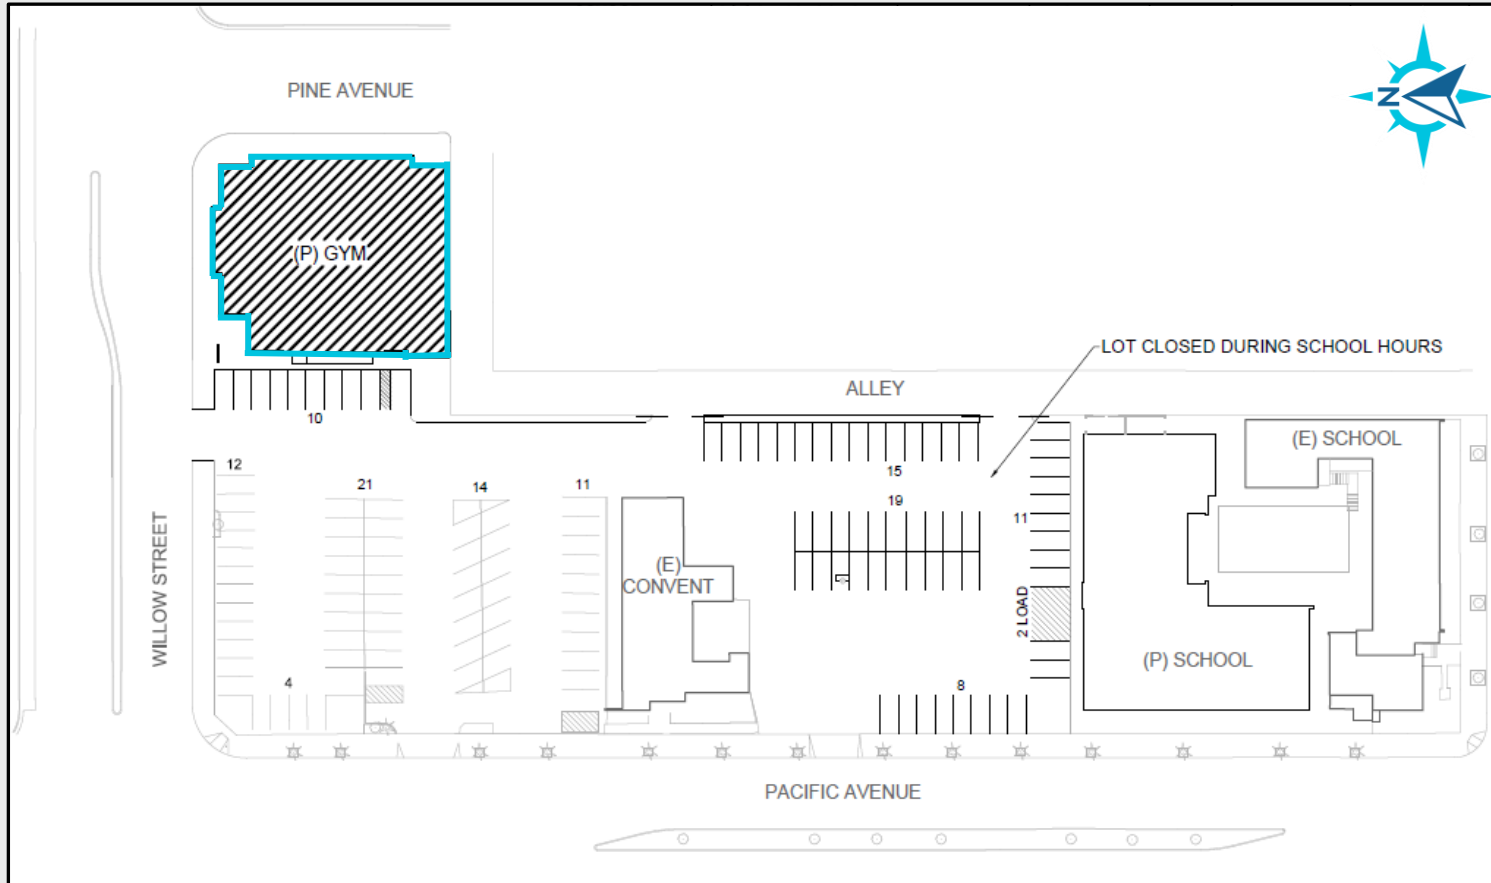 PINE AVENUE
N
(P) GYM
LOT CLOSED DURING SCHOOL HOURS
ALLEY
10
(E) SCHOOL
12
15
21
14
11
19
11
WILLOW STREET
(E)
CONVENT
2 LOAD
(P) SCHOOL
4
8
PACIFIC AVENUE